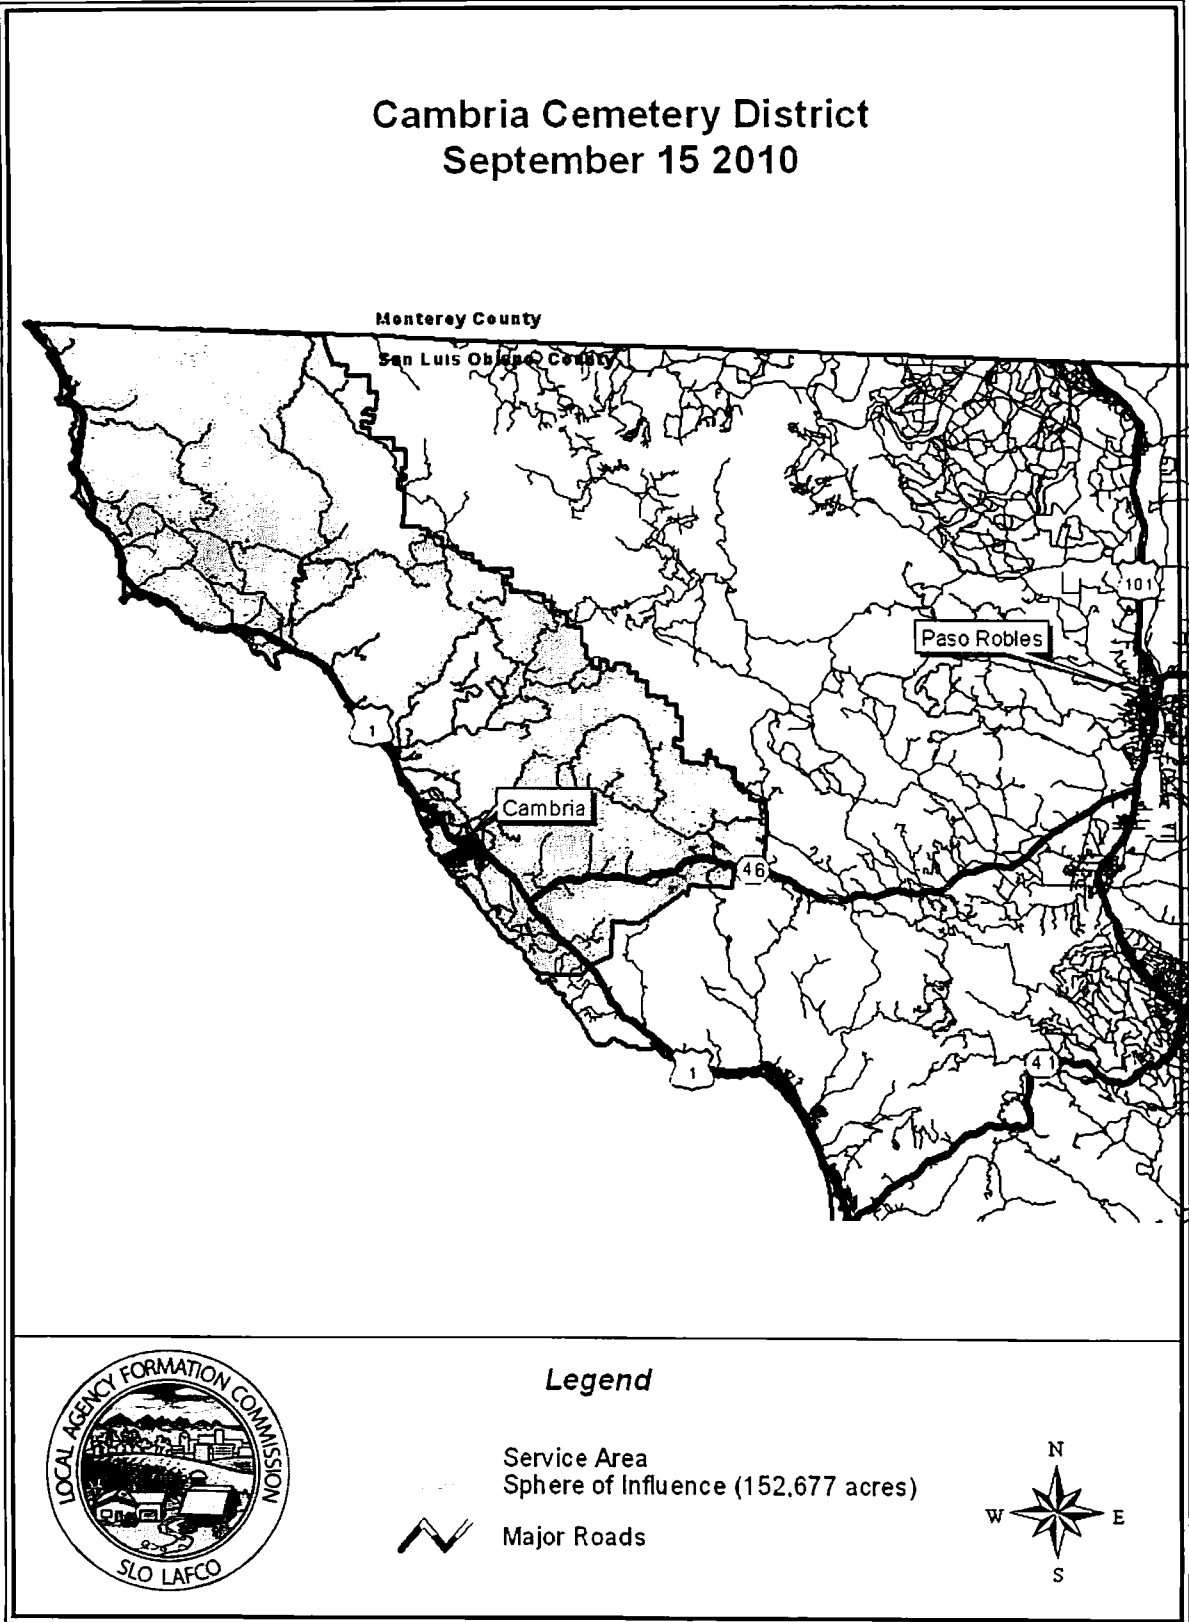 Cambria Cemetery District
September 15 2010
Monterey County
San Luis Obispo County
101
Paso Robles
1
Cambria
46
1
41
Legend
LOCAL AGENCY FORMATION COMMISSION
SLO LAFCO
Service Area
Sphere of Influence (152,677 acres)
Major Roads
N
W
E
S